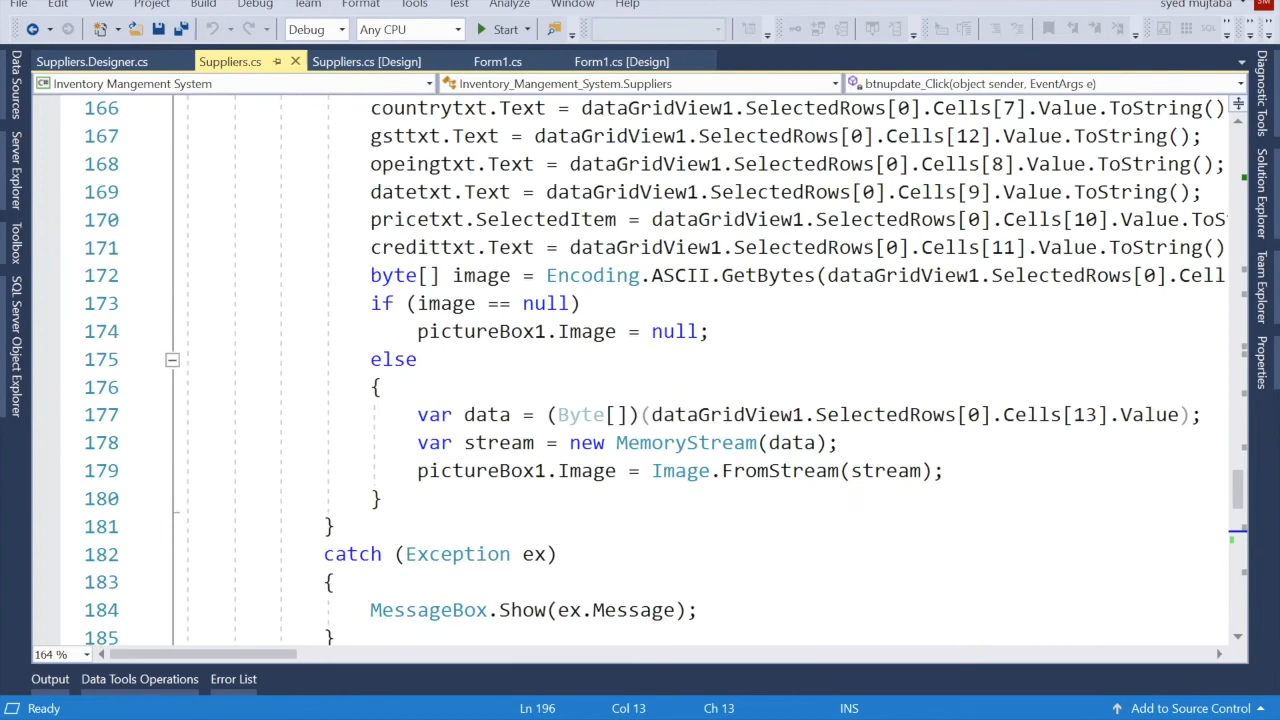 File Edit View Project Build Debug Team Format Tools Test Analyze Window Help syed mujtaba SM
Debug Any CPU Start
Suppliers.Designer.cs Suppliers.cs Suppliers.cs [Design] Form1.cs Form1.cs [Design]
Inventory Mangement System Inventory_Mangement_System.Suppliers btnupdate_Click(object sender, EventArgs e)
Data Sources
Server Explorer
Toolbox
SQL Server Object Explorer
166 countrytxt.Text = dataGridView1.SelectedRows[0].Cells[7].Value.ToString()
167 gsttxt.Text = dataGridView1.SelectedRows[0].Cells[12].Value.ToString();
168 opeingtxt.Text = dataGridView1.SelectedRows[0].Cells[8].Value.ToString();
169 datetxt.Text = dataGridView1.SelectedRows[0].Cells[9].Value.ToString();
170 pricetxt.SelectedItem = dataGridView1.SelectedRows[0].Cells[10].Value.ToS
171 credittxt.Text = dataGridView1.SelectedRows[0].Cells[11].Value.ToString()
172 byte[] image = Encoding.ASCII.GetBytes(dataGridView1.SelectedRows[0].Cell
173 if (image == null)
174 pictureBox1.Image = null;
175 else
176 {
177 var data = (Byte[])(dataGridView1.SelectedRows[0].Cells[13].Value);
178 var stream = new MemoryStream(data);
179 pictureBox1.Image = Image.FromStream(stream);
180 }
181 }
182 catch (Exception ex)
183 {
184 MessageBox.Show(ex.Message);
185 }
Diagnostic Tools
Solution Explorer
Team Explorer
Properties
164 %
Output Data Tools Operations Error List
Ready Ln 196 Col 13 Ch 13 INS Add to Source Control